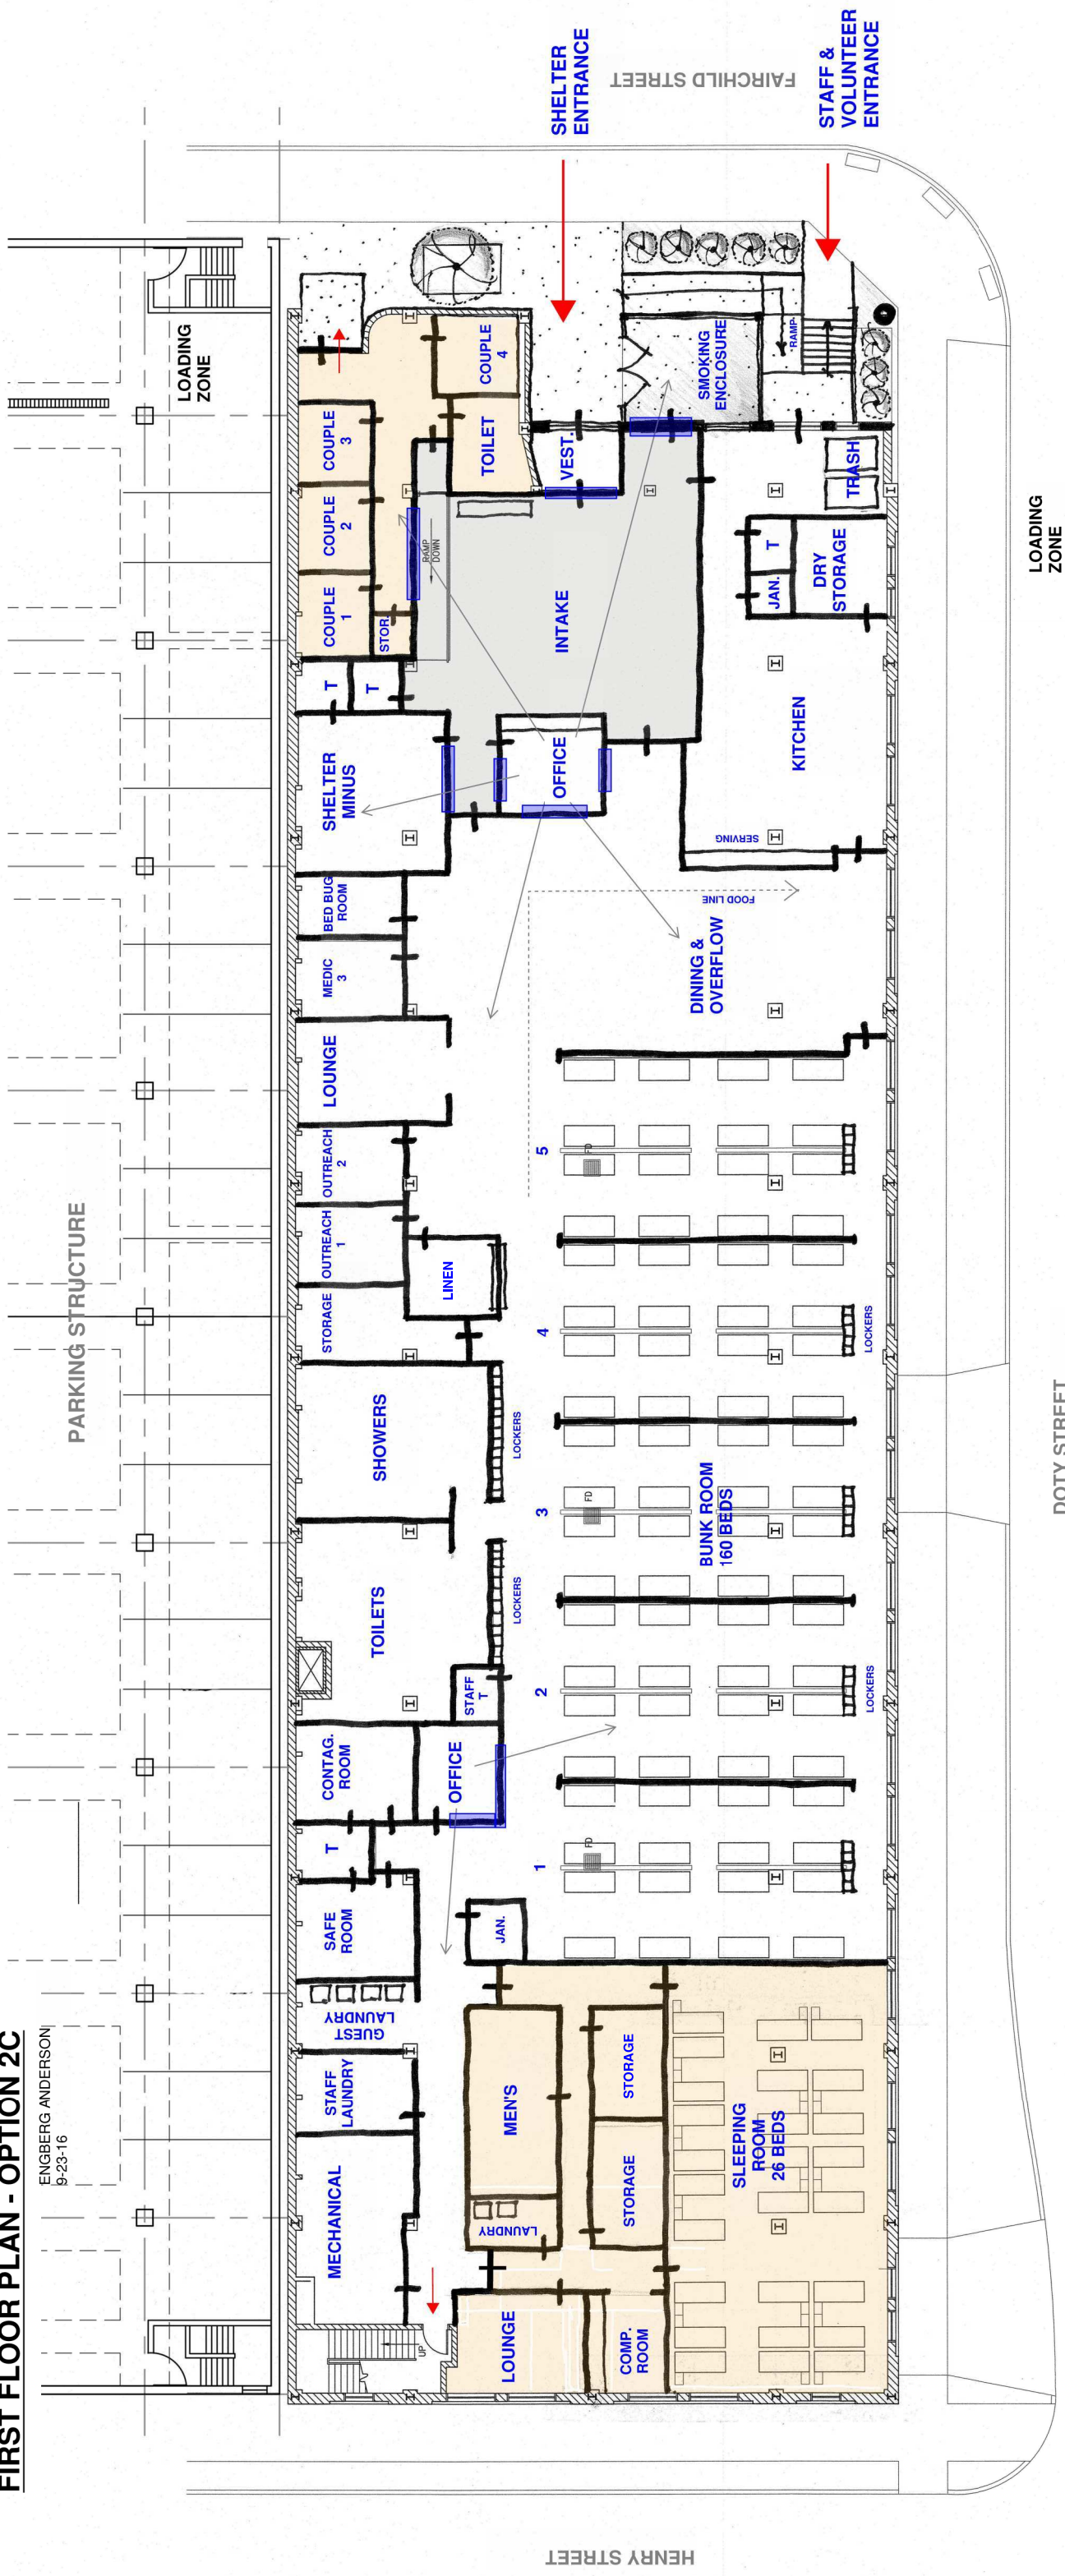 FIRST FLOOR PLAN - OPTION 2C
ENGBERG ANDERSON
9-23-16
PARKING STRUCTURE
LOADING
ZONE
FAIRCHILD STREET
SHELTER
ENTRANCE
STAFF &
VOLUNTEER
ENTRANCE
LOADING
ZONE
DOTY STREET
HENRY STREET
MECHANICAL
STAFF
LAUNDRY
GUEST
LAUNDRY
SAFE
ROOM
T
CONTAG.
ROOM
TOILETS
SHOWERS
STORAGE
OUTREACH
1
OUTREACH
2
LOUNGE
MEDIC
3
BED BUG
ROOM
SHELTER
MINUS
T
T
COUPLE
1
COUPLE
2
COUPLE
3
COUPLE
4
STOR.
TOILET
RAMP
DOWN
VEST.
SMOKING
ENCLOSURE
RAMP
UP
OFFICE
STAFF
T
LOCKERS
LOCKERS
LINEN
OFFICE
INTAKE
LAUNDRY
MEN'S
JAN.
LOUNGE
COMP.
ROOM
STORAGE
STORAGE
SLEEPING
ROOM
26 BEDS
1
2
3
4
5
FD
FD
FD
BUNK ROOM
160 BEDS
LOCKERS
LOCKERS
DINING &
OVERFLOW
FOOD LINE
SERVING
KITCHEN
JAN.
T
DRY
STORAGE
TRASH